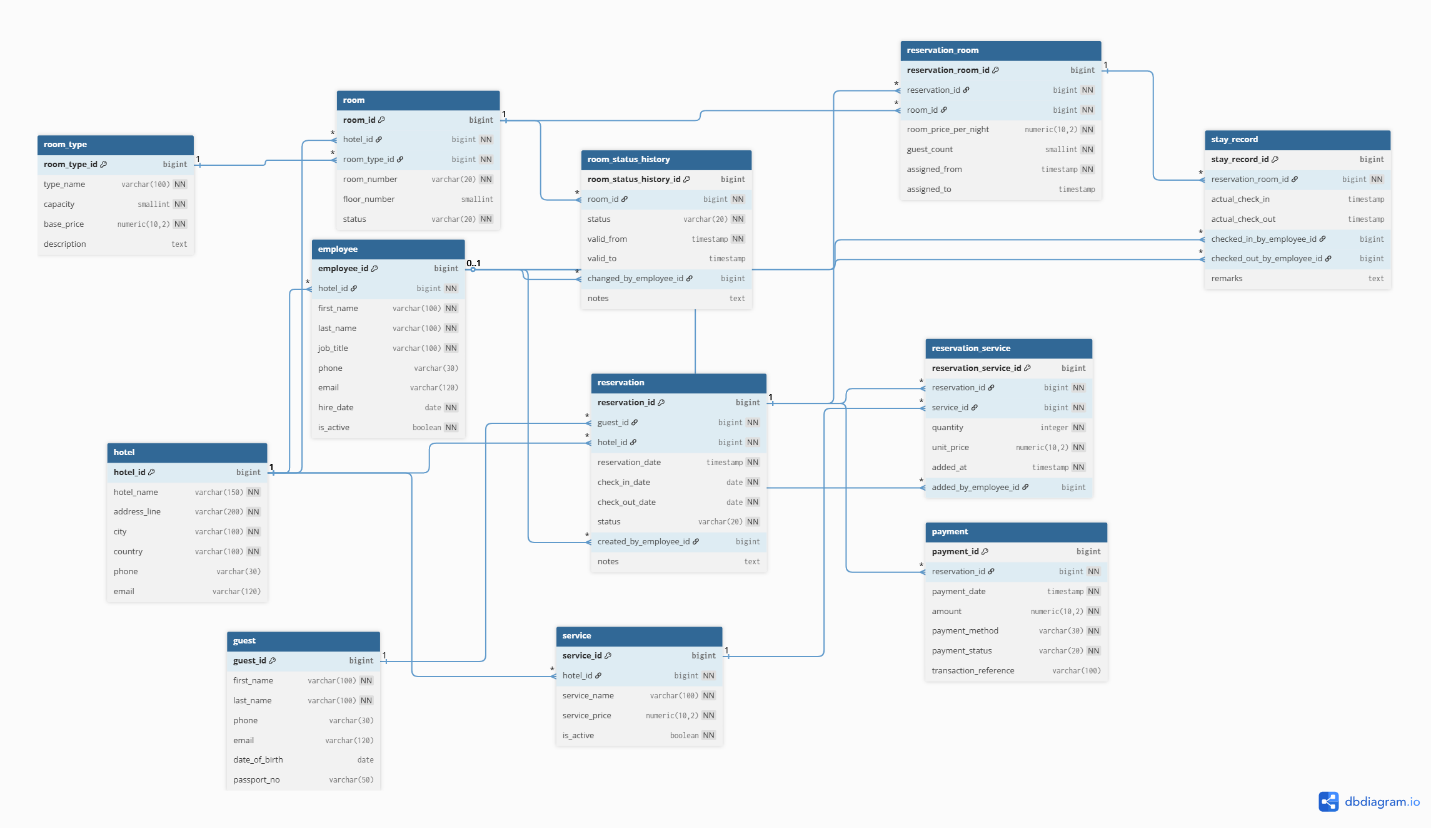 room_type
room_type_id bigint
type_name varchar(100) NN
capacity smallint NN
base_price numeric(10,2) NN
description text
room
room_id bigint
hotel_id bigint NN
room_type_id bigint NN
room_number varchar(20) NN
floor_number smallint
status varchar(20) NN
employee
employee_id bigint
hotel_id bigint NN
first_name varchar(100) NN
last_name varchar(100) NN
job_title varchar(100) NN
phone varchar(30)
email varchar(120)
hire_date date NN
is_active boolean NN
hotel
hotel_id bigint
hotel_name varchar(150) NN
address_line varchar(200) NN
city varchar(100) NN
country varchar(100) NN
phone varchar(30)
email varchar(120)
guest
guest_id bigint
first_name varchar(100) NN
last_name varchar(100) NN
phone varchar(30)
email varchar(120)
date_of_birth date
passport_no varchar(50)
room_status_history
room_status_history_id bigint
room_id bigint NN
status varchar(20) NN
valid_from timestamp NN
valid_to timestamp
changed_by_employee_id bigint
notes text
reservation
reservation_id bigint
guest_id bigint NN
hotel_id bigint NN
reservation_date timestamp NN
check_in_date date NN
check_out_date date NN
status varchar(20) NN
created_by_employee_id bigint
notes text
service
service_id bigint
hotel_id bigint NN
service_name varchar(100) NN
service_price numeric(10,2) NN
is_active boolean NN
reservation_room
reservation_room_id bigint
reservation_id bigint NN
room_id bigint NN
room_price_per_night numeric(10,2) NN
guest_count smallint NN
assigned_from timestamp NN
assigned_to timestamp
stay_record
stay_record_id bigint
reservation_room_id bigint NN
actual_check_in timestamp
actual_check_out timestamp
checked_in_by_employee_id bigint
checked_out_by_employee_id bigint
remarks text
reservation_service
reservation_service_id bigint
reservation_id bigint NN
service_id bigint NN
quantity integer NN
unit_price numeric(10,2) NN
added_at timestamp NN
added_by_employee_id bigint
payment
payment_id bigint
reservation_id bigint NN
payment_date timestamp NN
amount numeric(10,2) NN
payment_method varchar(30) NN
payment_status varchar(20) NN
transaction_reference varchar(100)
1
*
*
1
*
0..1
*
1
1
*
*
*
*
*
1
*
1
*
*
1
*
*
*
*
*
*
*
dbdiagram.io